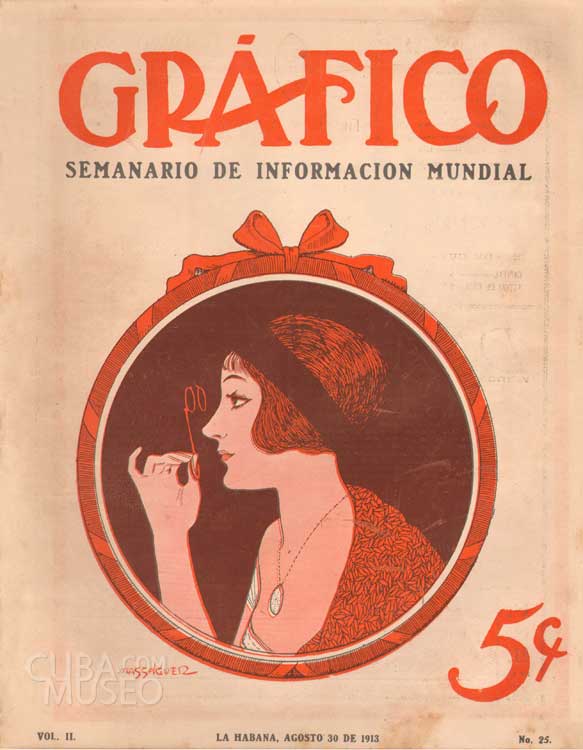 GRÁFICO
SEMANARIO DE INFORMACION MUNDIAL
MASSAGUER
5¢
CUBA.COM
MUSEO
VOL. II.
LA HABANA, AGOSTO 30 DE 1913
No. 25.